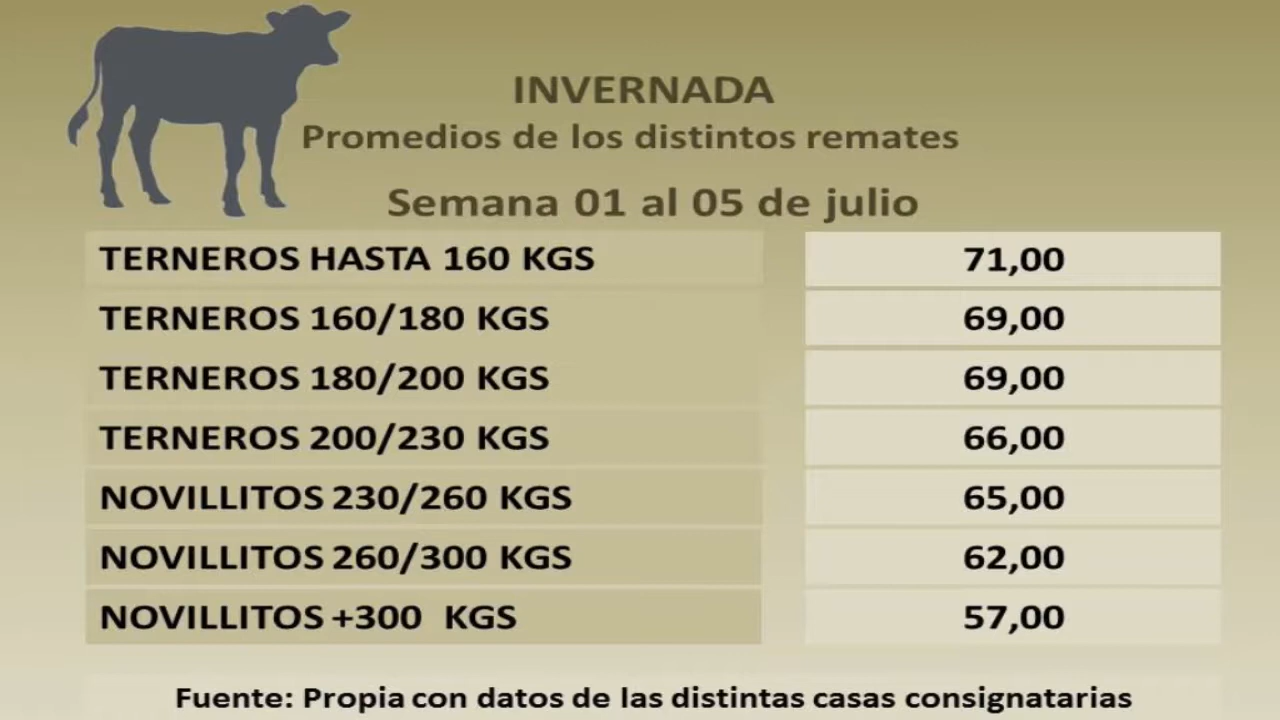 INVERNADA
Promedios de los distintos remates
Semana 01 al 05 de julio
TERNEROS HASTA 160 KGS 71,00
TERNEROS 160/180 KGS 69,00
TERNEROS 180/200 KGS 69,00
TERNEROS 200/230 KGS 66,00
NOVILLITOS 230/260 KGS 65,00
NOVILLITOS 260/300 KGS 62,00
NOVILLITOS +300 KGS 57,00
Fuente: Propia con datos de las distintas casas consignatarias